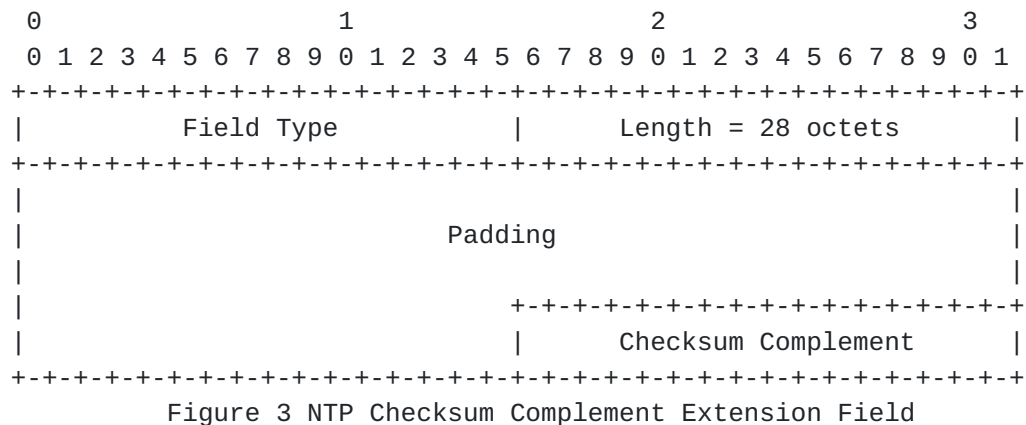 0                   1                   2                   3
 0 1 2 3 4 5 6 7 8 9 0 1 2 3 4 5 6 7 8 9 0 1 2 3 4 5 6 7 8 9 0 1
+-+-+-+-+-+-+-+-+-+-+-+-+-+-+-+-+-+-+-+-+-+-+-+-+-+-+-+-+-+-+-+-+
|          Field Type           |      Length = 28 octets       |
+-+-+-+-+-+-+-+-+-+-+-+-+-+-+-+-+-+-+-+-+-+-+-+-+-+-+-+-+-+-+-+-+
|                                                               |
|                           Padding                             |
|                                                               |
|                               +-+-+-+-+-+-+-+-+-+-+-+-+-+-+-+-+
|                               |      Checksum Complement      |
+-+-+-+-+-+-+-+-+-+-+-+-+-+-+-+-+-+-+-+-+-+-+-+-+-+-+-+-+-+-+-+-+
          Figure 3 NTP Checksum Complement Extension Field